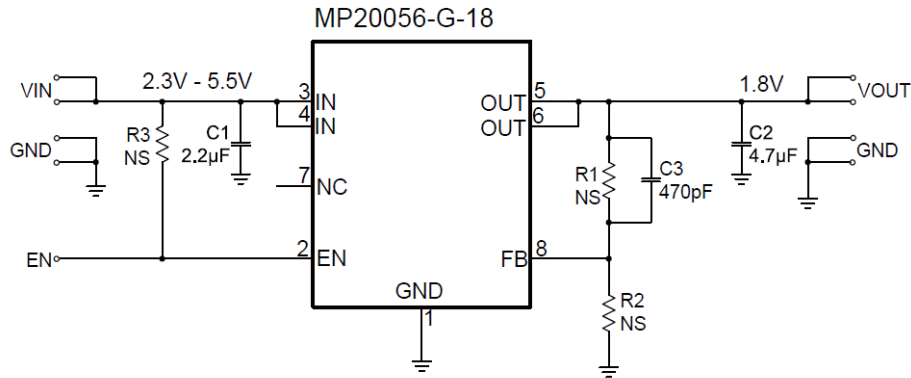 MP20056-G-18
VIN
2.3V - 5.5V
3
IN
4
IN
5
OUT
6
OUT
1.8V
VOUT
GND
R3
NS
C1
2.2µF
7
NC
R1
NS
C3
470pF
C2
4.7µF
GND
EN
2
EN
8
FB
GND
1
R2
NS